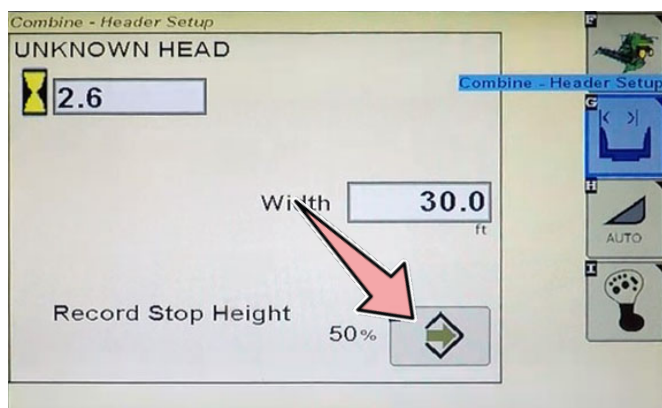 Combine - Header Setup
F
UNKNOWN HEAD
2.6
Combine - Header Setup
G
Width 30.0
ft
H
AUTO
I
Record Stop Height 50%